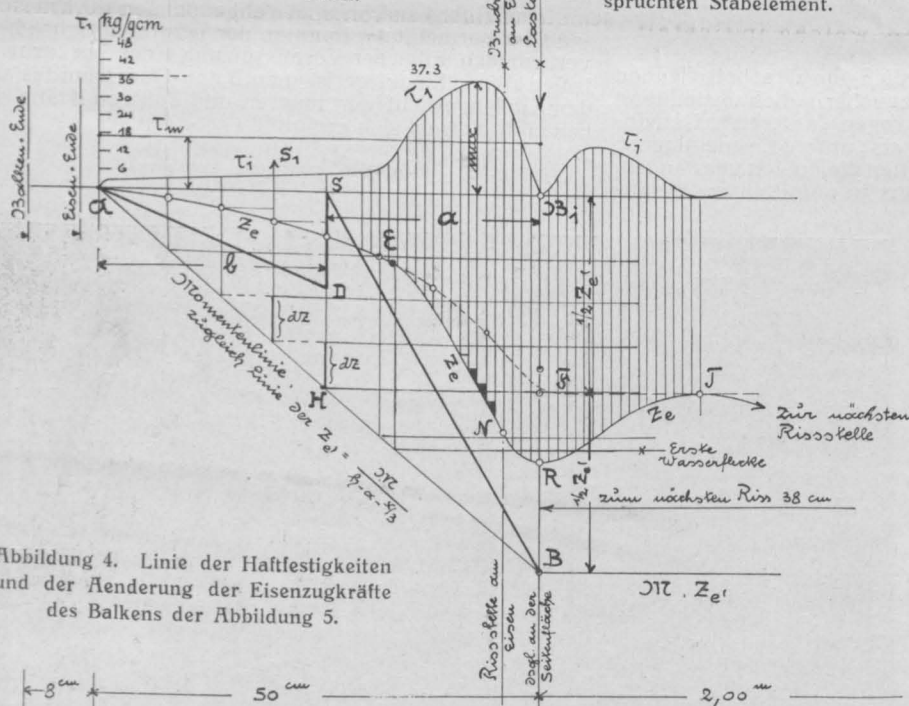 spruchten Stabelement.
τ₁ kg/qcm
48
42
36
30
24
18
12
6
37.3
τ₁
max
τm
τi
S₁
τi
Balken-Ende
Eisen-Ende
a
S
a
Bi
Ze
E
b
D
½ Ze'
dZ
dZ
Momentenlinie
zugleich Linie der Ze' = M / h-a-x/3
H
Ze
F'
J
Ze
zur nächsten
Rissstelle
N
Erste
Wasserflecke
R
½ Ze'
zum nächsten Riss 38 cm
B
M. Ze'
Abbildung 4. Linie der Haftfestigkeiten
und der Aenderung der Eisenzugkräfte
des Balkens der Abbildung 5.
Rissstelle am
Eisen
dsgl. an der
Seitenfläche
8 cm
50 cm
2,00 m